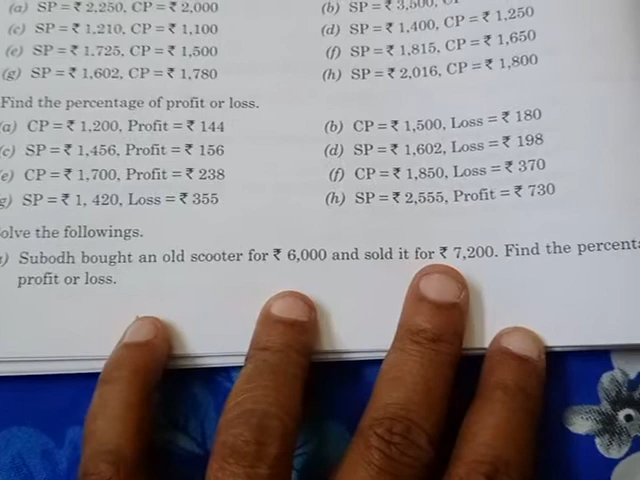 (a) SP = ₹ 2,250, CP = ₹ 2,000 (b) SP = ₹ 3,500,
(c) SP = ₹ 1,210, CP = ₹ 1,100 (d) SP = ₹ 1,400, CP = ₹ 1,250
(e) SP = ₹ 1,725, CP = ₹ 1,500 (f) SP = ₹ 1,815, CP = ₹ 1,650
(g) SP = ₹ 1,602, CP = ₹ 1,780 (h) SP = ₹ 2,016, CP = ₹ 1,800
Find the percentage of profit or loss.
(a) CP = ₹ 1,200, Profit = ₹ 144 (b) CP = ₹ 1,500, Loss = ₹ 180
(c) SP = ₹ 1,456, Profit = ₹ 156 (d) SP = ₹ 1,602, Loss = ₹ 198
(e) CP = ₹ 1,700, Profit = ₹ 238 (f) CP = ₹ 1,850, Loss = ₹ 370
g) SP = ₹ 1, 420, Loss = ₹ 355 (h) SP = ₹ 2,555, Profit = ₹ 730
olve the followings.
) Subodh bought an old scooter for ₹ 6,000 and sold it for ₹ 7,200. Find the percent
profit or loss.